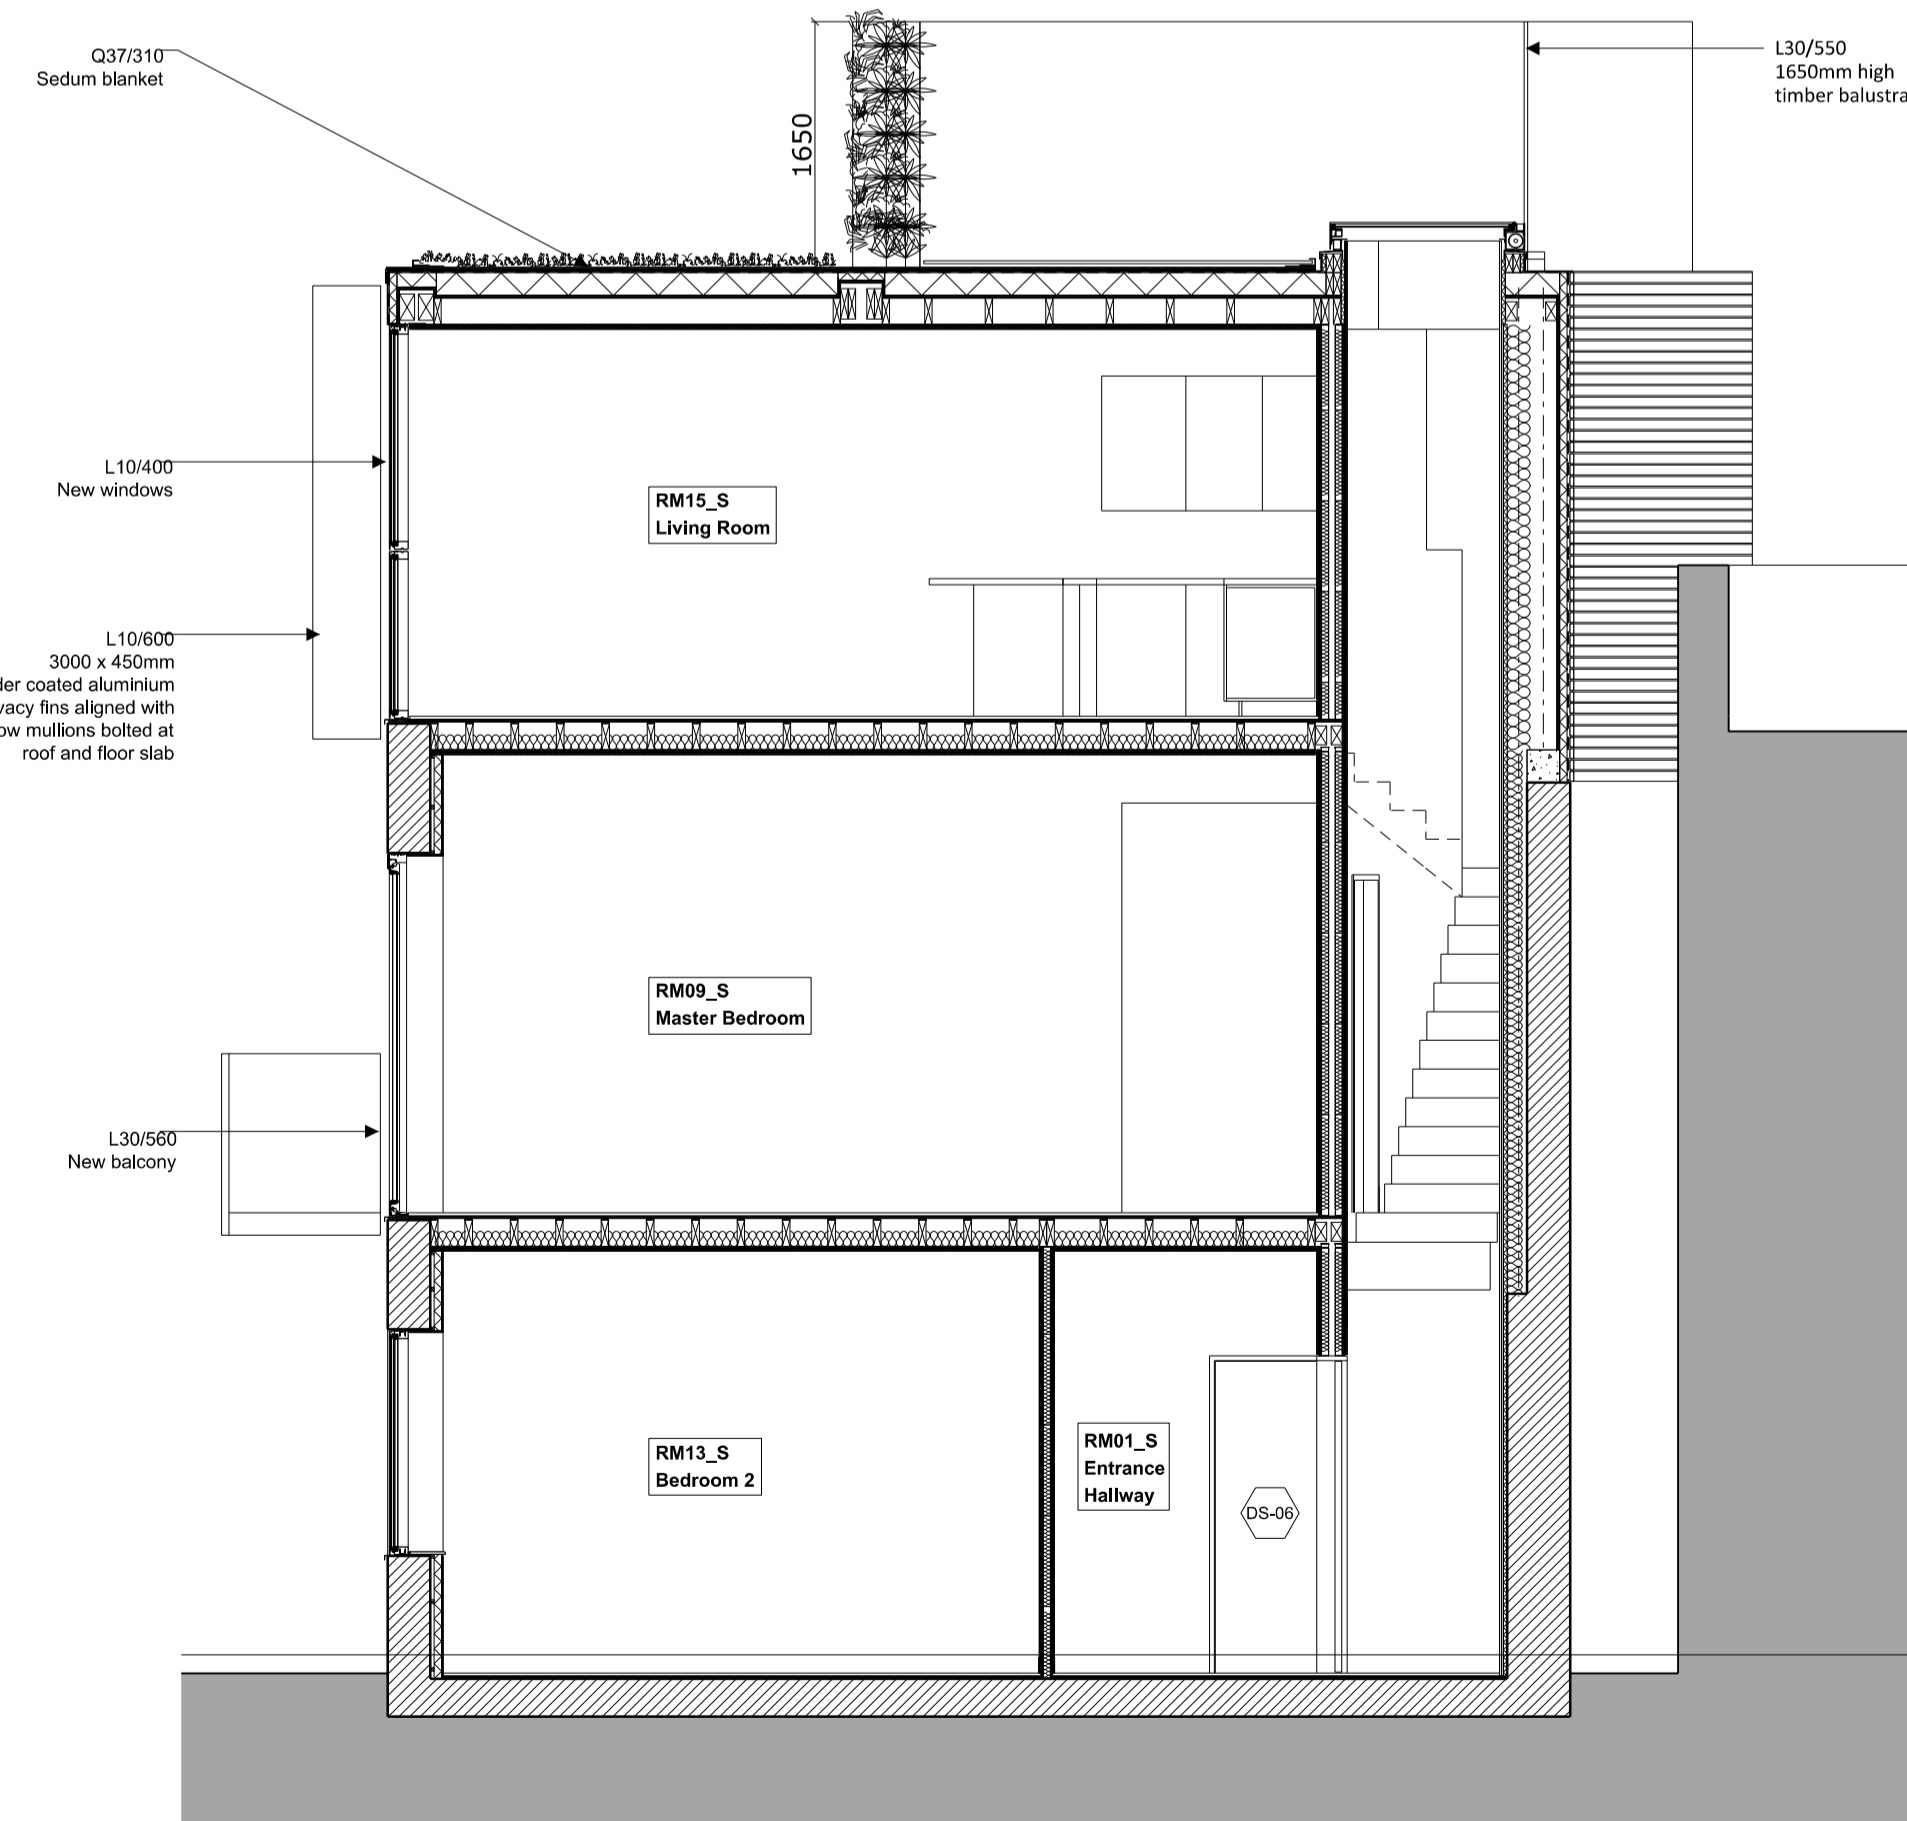 Q37/310
Sedum blanket
1650
L30/550
1650mm high
timber balustra
L10/400
New windows
RM15_S
Living Room
L10/600
3000 x 450mm
der coated aluminium
vacy fins aligned with
ow mullions bolted at
roof and floor slab
RM09_S
Master Bedroom
L30/560
New balcony
RM13_S
Bedroom 2
RM01_S
Entrance
Hallway
DS-06